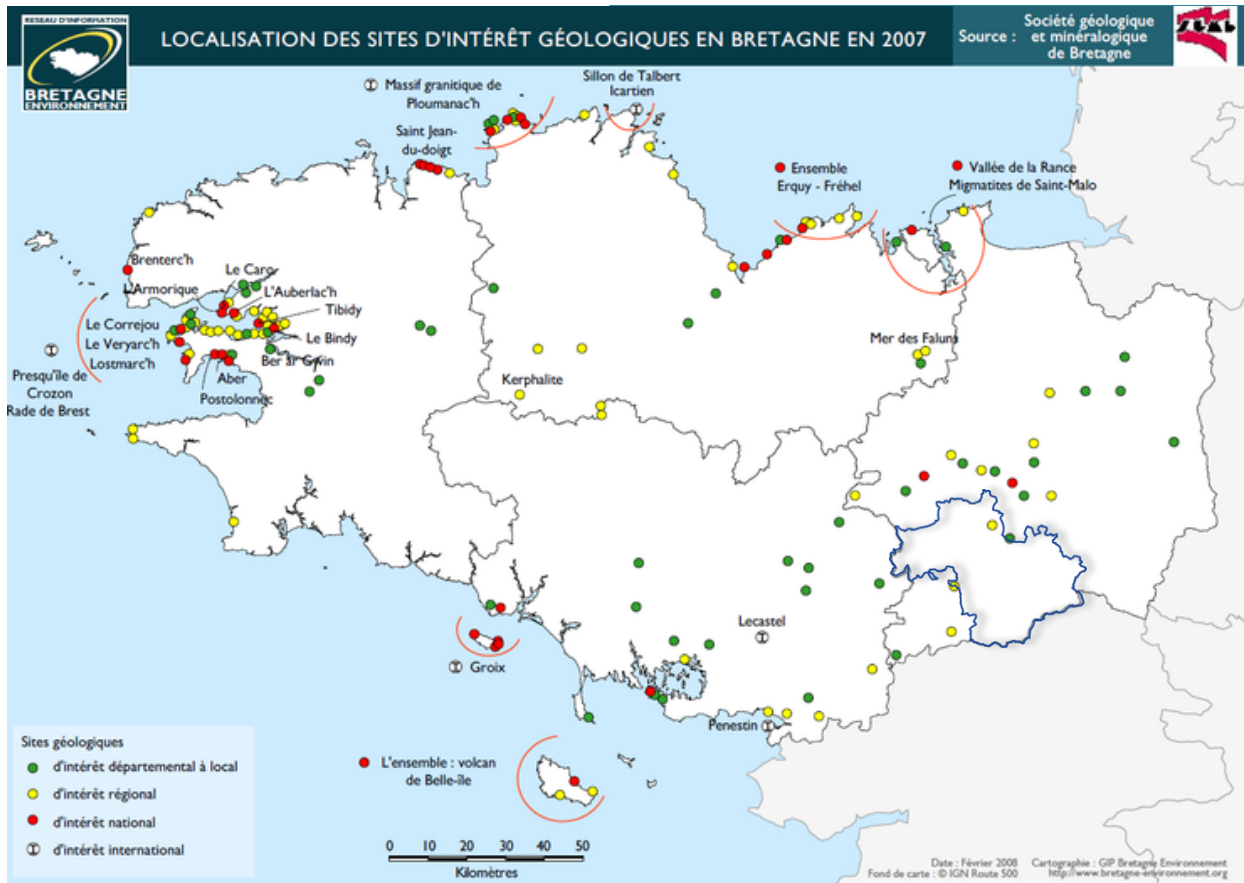 RESEAU D'INFORMATION
BRETAGNE
ENVIRONNEMENT
LOCALISATION DES SITES D'INTÉRÊT GÉOLOGIQUES EN BRETAGNE EN 2007
Source :
Société géologique
et minéralogique
de Bretagne
SGMB
Massif granitique de
Ploumanac'h
Sillon de Talbert
Icartien
Saint Jean-
du-doigt
Ensemble
Erquy - Fréhel
Vallée de la Rance
Migmatites de Saint-Malo
Brenterc'h
Le Caro
L'Armorique
L'Auberlac'h
Tibidy
Le Correjou
Le Veryarc'h
Lostmarc'h
Le Bindy
Ber ar Gwin
Aber
Postolonnec
Presqu'île de
Crozon
Rade de Brest
Mer des Faluns
Kerphalite
Lecastel
Groix
Penestin
L'ensemble : volcan
de Belle-île
Sites géologiques
d'intérêt départemental à local
d'intérêt régional
d'intérêt national
d'intérêt international
0 10 20 30 40 50
Kilomètres
Date : Février 2008 Cartographie : GIP Bretagne Environnement
Fond de carte : © IGN Route 500 http://www.bretagne-environnement.org